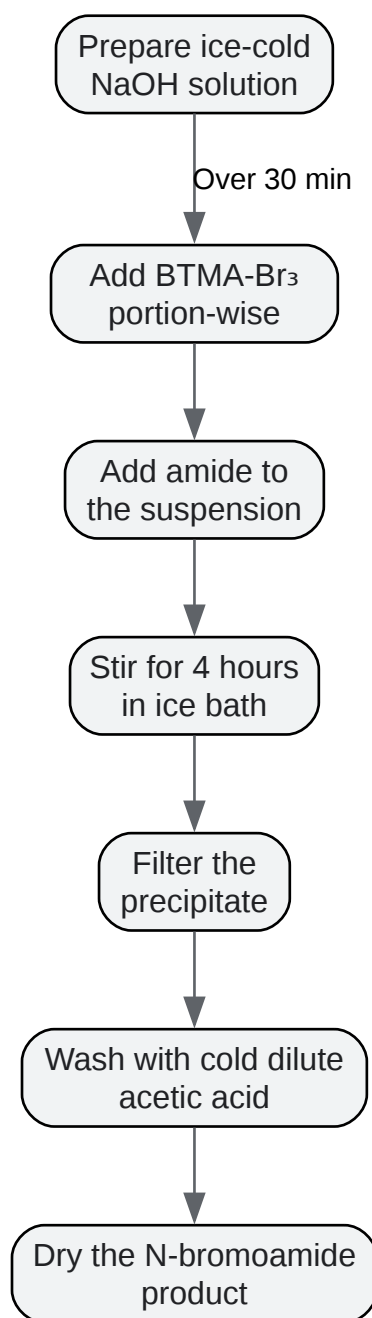 Prepare ice-cold
NaOH solution
Over 30 min
Add BTMA-Br₃
portion-wise
Add amide to
the suspension
Stir for 4 hours
in ice bath
Filter the
precipitate
Wash with cold dilute
acetic acid
Dry the N-bromoamide
product